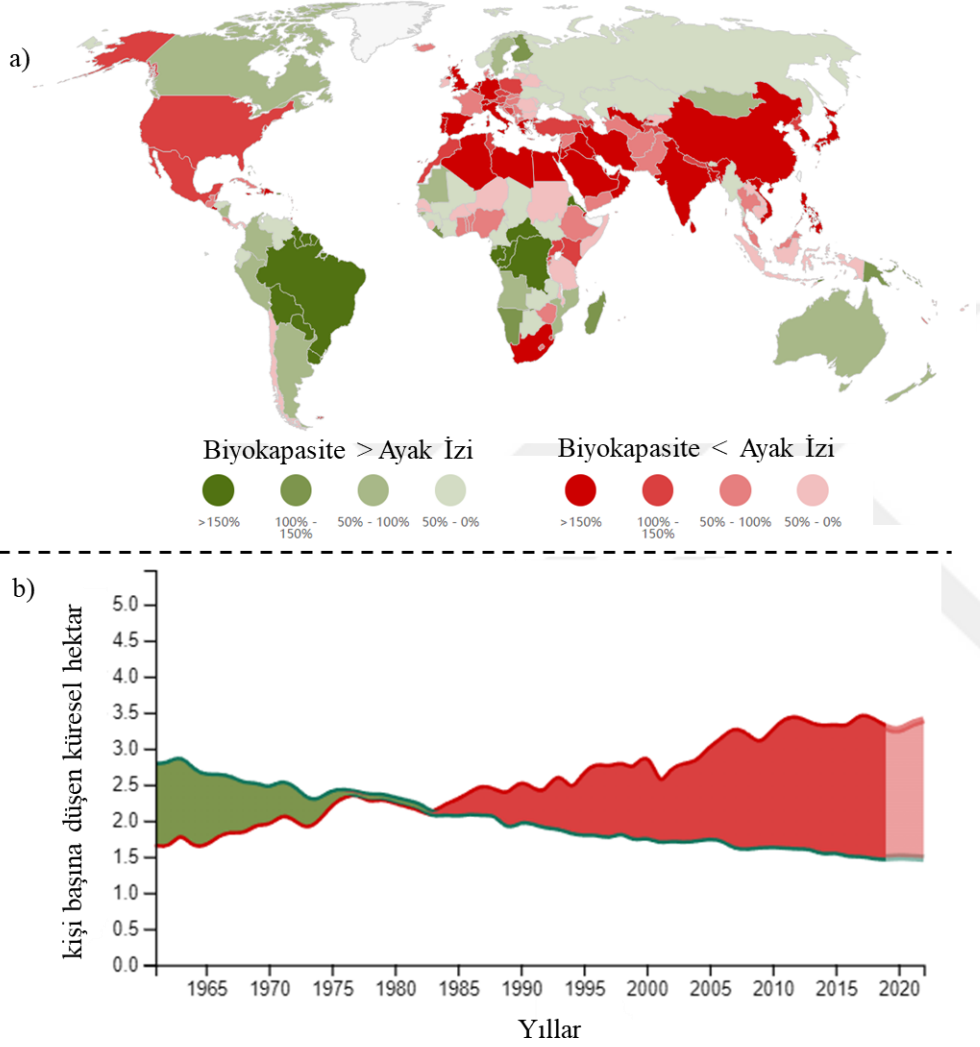 a)
Biyokapasite > Ayak İzi
Biyokapasite < Ayak İzi
>150%
100% -
150%
50% - 100%
50% - 0%
>150%
100% -
150%
50% - 100%
50% - 0%
b)
kişi başına düşen küresel hektar
5.0
4.5
4.0
3.5
3.0
2.5
2.0
1.5
1.0
0.5
0.0
1965
1970
1975
1980
1985
1990
1995
2000
2005
2010
2015
2020
Yıllar